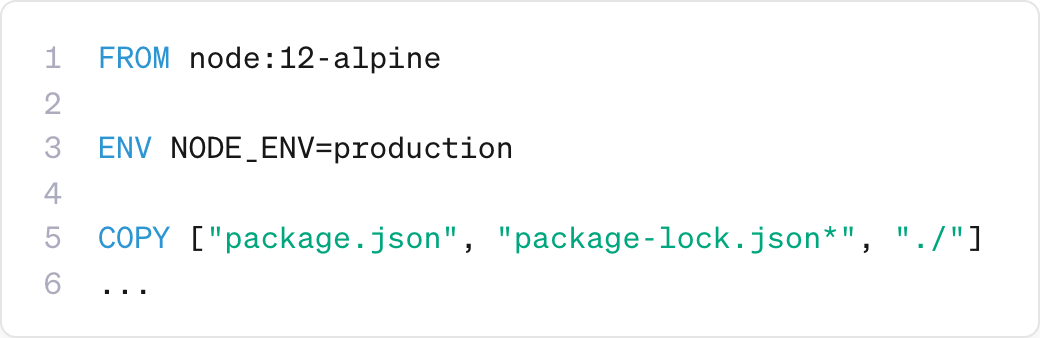 1 FROM node:12-alpine
2
3 ENV NODE_ENV=production
4
5 COPY ["package.json", "package-lock.json*", "./"]
6 ...